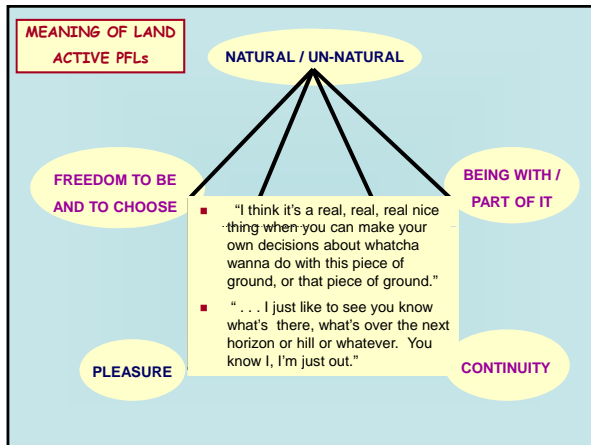 MEANING OF LAND
ACTIVE PFLs
NATURAL / UN-NATURAL
FREEDOM TO BE
AND TO CHOOSE
BEING WITH /
PART OF IT
■ “I think it’s a real, real, real nice
thing when you can make your
own decisions about whatcha
wanna do with this piece of
ground, or that piece of ground.”
■ “ . . . I just like to see you know
what’s there, what’s over the next
horizon or hill or whatever. You
know I, I’m just out.”
PLEASURE
CONTINUITY